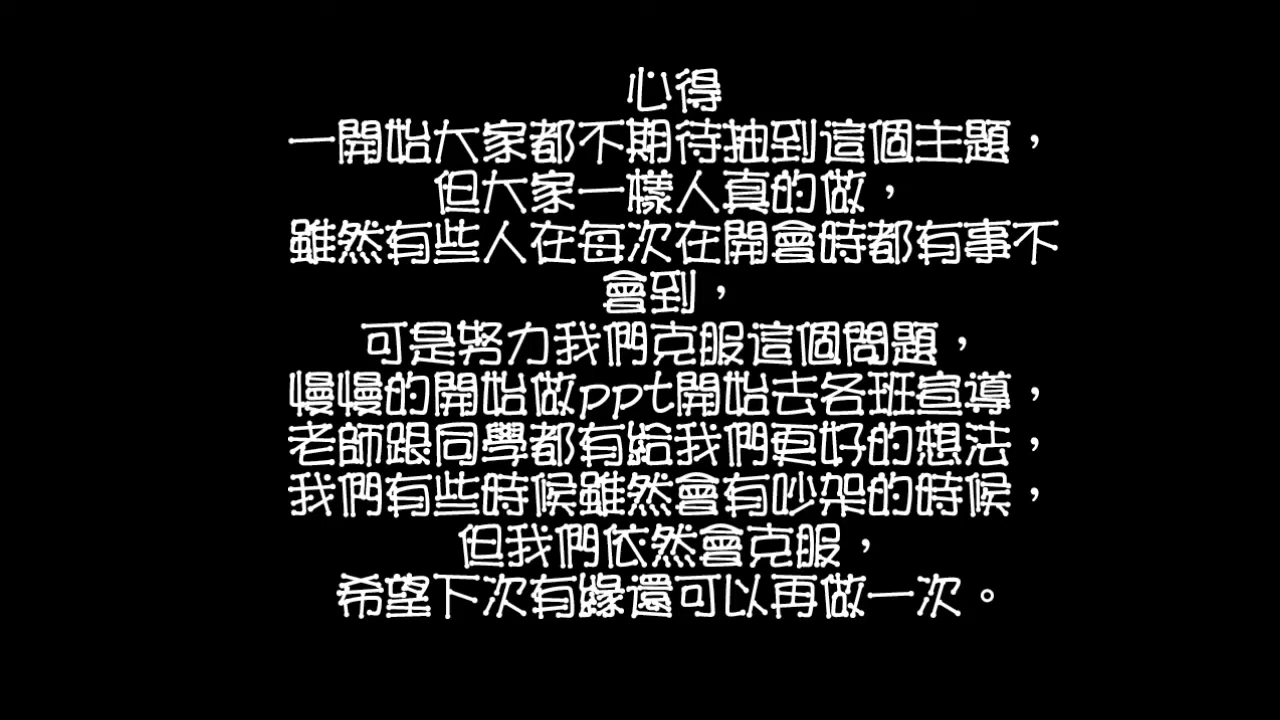 心得
一開始大家都不期待抽到這個主題，
但大家一樣人真的做，
雖然有些人在每次在開會時都有事不
會到，
可是努力我們克服這個問題，
慢慢的開始做ppt開始去各班宣導，
老師跟同學都有給我們更好的想法，
我們有些時候雖然會有吵架的時候，
但我們依然會克服，
希望下次有緣還可以再做一次。